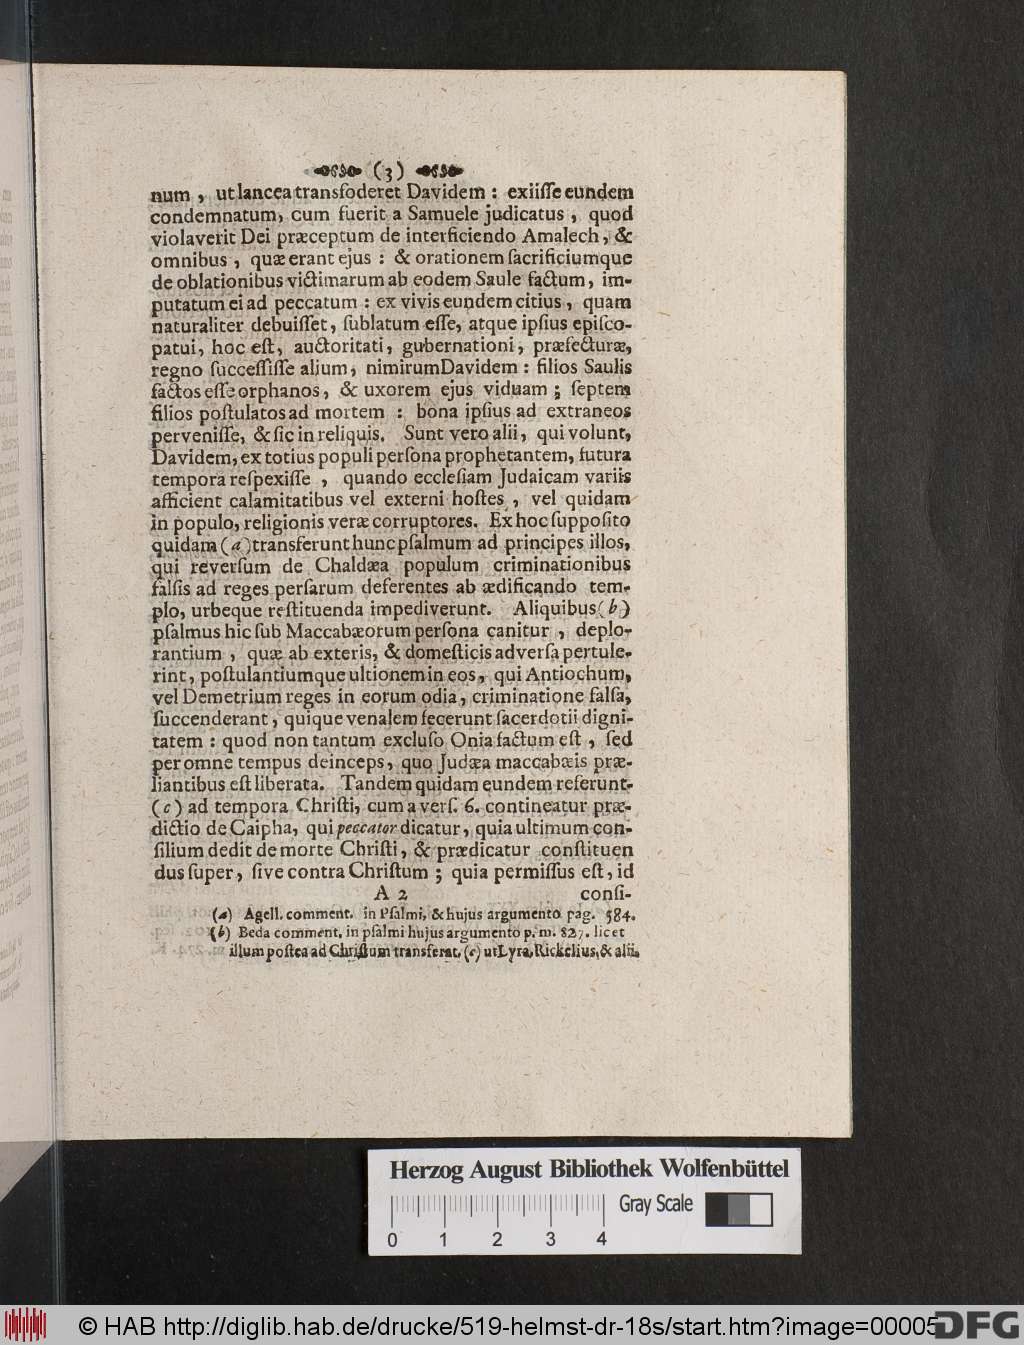 (3)
num , ut lancea transfoderet Davidem : exiiſſe eundem
condemnatum, cum fuerit a Samuele judicatus , quod
violaverit Dei præceptum de interficiendo Amalech, &
omnibus , quæ erant ejus : & orationem ſacrificiumque
de oblationibus victimarum ab eodem Saule factum, im-
putatum ei ad peccatum : ex vivis eundem citius , quam
naturaliter debuiſſet, ſublatum eſſe, atque ipſius epiſco-
patui, hoc eſt, auctoritati, gubernationi, præfecturæ,
regno ſucceſſiſſe alium, nimirum Davidem : filios Saulis
factos eſſe orphanos, & uxorem ejus viduam ; ſeptem
filios poſtulatos ad mortem : bona ipſius ad extraneos
perveniſſe, & ſic in reliquis. Sunt vero alii, qui volunt,
Davidem, ex totius populi perſona prophetantem, futura
tempora reſpexiſſe , quando eccleſiam Judaicam variis
afficient calamitatibus vel externi hoſtes , vel quidam
in populo, religionis veræ corruptores. Ex hoc ſuppoſito
quidam (a) transferunt hunc pſalmum ad principes illos,
qui reverſum de Chaldæa populum criminationibus
falſis ad reges perſarum deferentes ab ædificando tem-
plo, urbeque reſtituenda impediverunt. Aliquibus (b)
pſalmus hic ſub Maccabæorum perſona canitur , deplo-
rantium , quæ ab exteris, & domeſticis adverſa pertule-
rint, poſtulantiumque ultionem in eos, qui Antiochum,
vel Demetrium reges in eorum odia, criminatione falſa,
ſuccenderant, quique venalem fecerunt ſacerdotii digni-
tatem : quod non tantum excluſo Onia factum eſt , ſed
per omne tempus deinceps, quo Judæa maccabæis præ-
liantibus eſt liberata. Tandem quidam eundem referunt-
(c) ad tempora Chriſti, cum a verſ. 6. contineatur præ-
dictio de Caipha, qui peccator dicatur, quia ultimum con-
ſilium dedit de morte Chriſti, & prædicatur conſtituen
dus ſuper, ſive contra Chriſtum ; quia permiſſus eſt, id
A 2 conſi-
(a) Agell. comment. in Pſalmi, & hujus argumento pag. 584.
(b) Beda comment, in pſalmi hujus argumento p. m. 827. licet
illum poſtea ad Chriſtum transferat. (c) ut Lyra, Rickelius, & alii.
Herzog August Bibliothek Wolfenbüttel
Gray Scale
0 1 2 3 4
© HAB http://diglib.hab.de/drucke/519-helmst-dr-18s/start.htm?image=00005
DFG